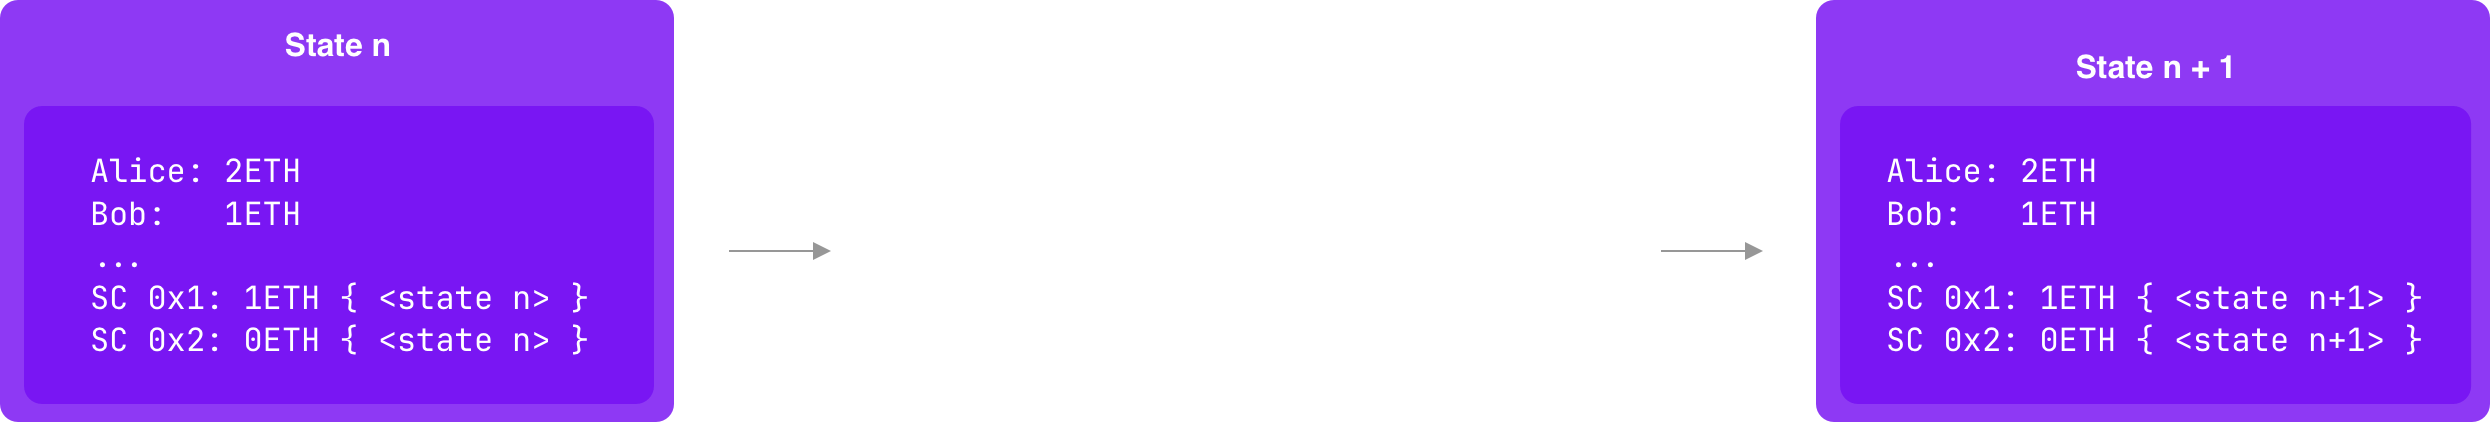 State n
Alice: 2ETH
Bob:   1ETH
...
SC 0x1: 1ETH { <state n> }
SC 0x2: 0ETH { <state n> }
State n + 1
Alice: 2ETH
Bob:   1ETH
...
SC 0x1: 1ETH { <state n+1> }
SC 0x2: 0ETH { <state n+1> }